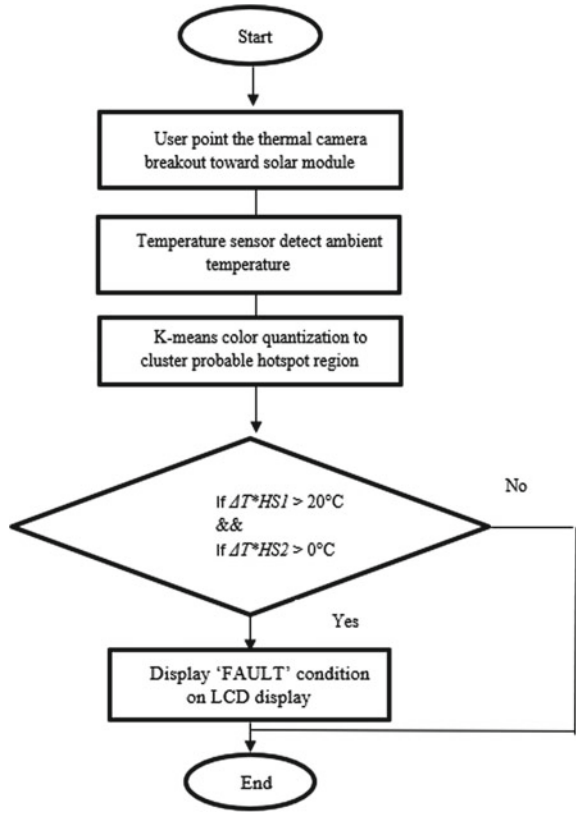 Start
User point the thermal camera
breakout toward solar module
Temperature sensor detect ambient
temperature
K-means color quantization to
cluster probable hotspot region
If ΔT*HS1 > 20°C
&&
If ΔT*HS2 > 0°C
No
Yes
Display ‘FAULT’ condition
on LCD display
End